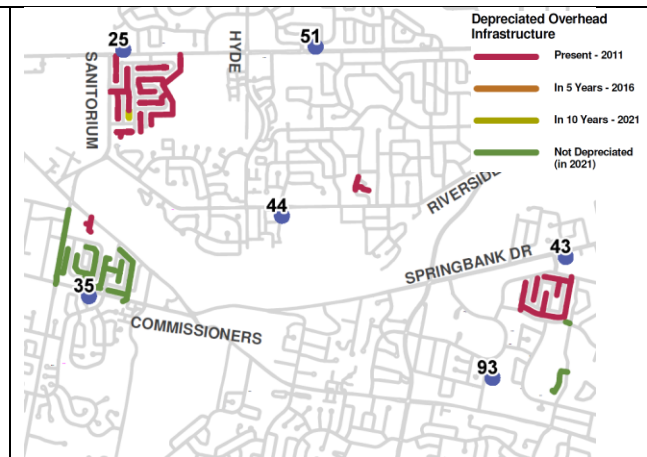 Depreciated Overhead
Infrastructure
Present - 2011
In 5 Years - 2016
In 10 Years - 2021
Not Depreciated
(in 2021)
25
51
SANITORIUM
HYDE
44
RIVERSIDE
43
SPRINGBANK DR
35
COMMISSIONERS
93